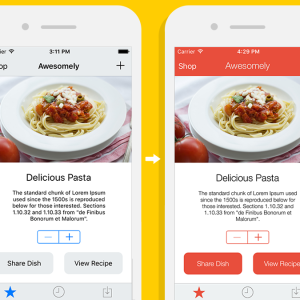 rrier
3:11 PM
hop
Awesomely
+
Delicious Pasta
The standard chunk of Lorem Ipsum
used since the 1500s is reproduced
below for those interested. Sections
1.10.32 and 1.10.33 from "de Finibus
Bonorum et Malorum".
− +
Share Dish
View Recipe
Carrier
4:29 PM
Shop
Awesomely
Delicious Pasta
The standard chunk of Lorem Ipsum used
since the 1500s is reproduced below for
those interested. Sections 1.10.32 and
1.10.33 from "de Finibus Bonorum et
Malorum".
− +
Share Dish
View Recipe